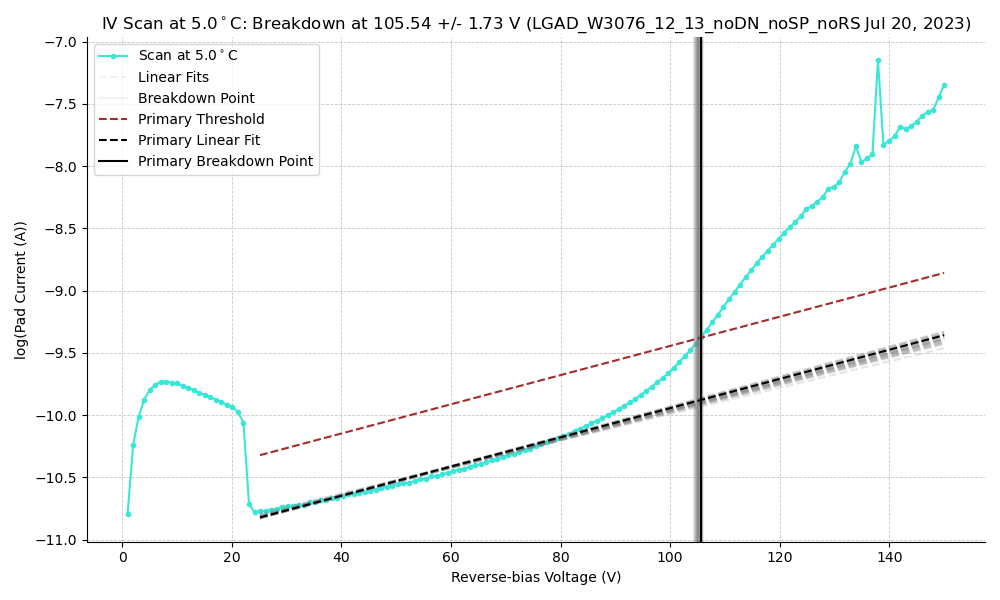 IV Scan at 5.0°C: Breakdown at 105.54 +/- 1.73 V (LGAD_W3076_12_13_noDN_noSP_noRS Jul 20, 2023)
Scan at 5.0°C
Linear Fits
Breakdown Point
Primary Threshold
Primary Linear Fit
Primary Breakdown Point
log(Pad Current (A))
−7.0
−7.5
−8.0
−8.5
−9.0
−9.5
−10.0
−10.5
−11.0
0 20 40 60 80 100 120 140
Reverse-bias Voltage (V)